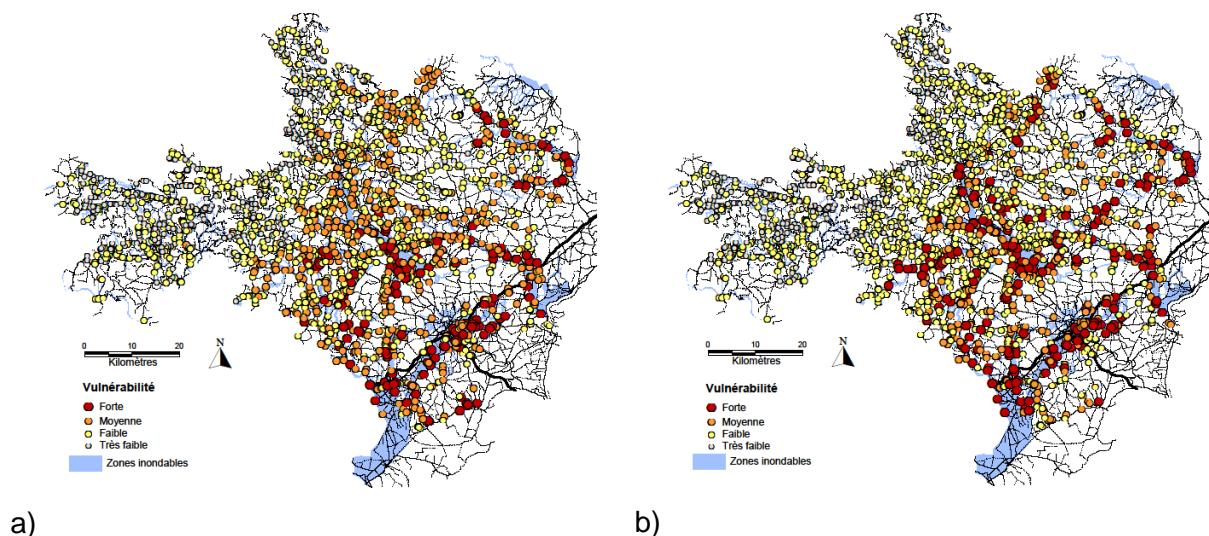 0 10 20
Kilomètres
N
Vulnérabilité
Forte
Moyenne
Faible
Très faible
Zones inondables
a)
0 10 20
Kilomètres
N
Vulnérabilité
Forte
Moyenne
Faible
Très faible
Zones inondables
b)